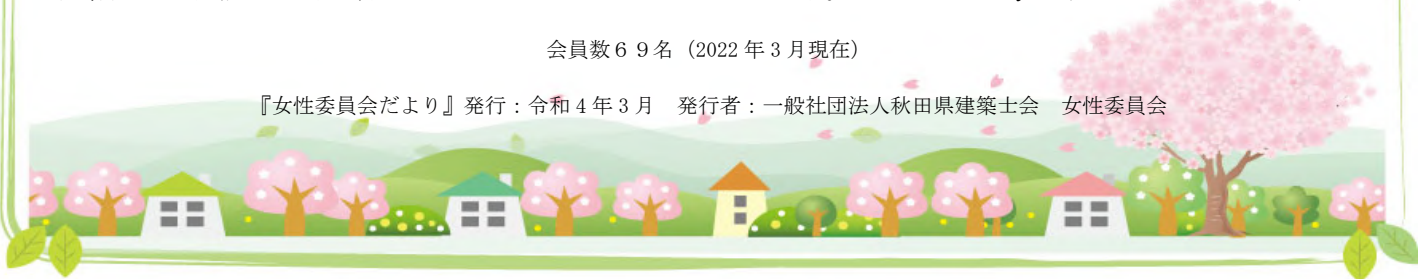 会員数６９名（2022 年 3 月現在）
『女性委員会だより』発行：令和 4 年 3 月　発行者：一般社団法人秋田県建築士会　女性委員会